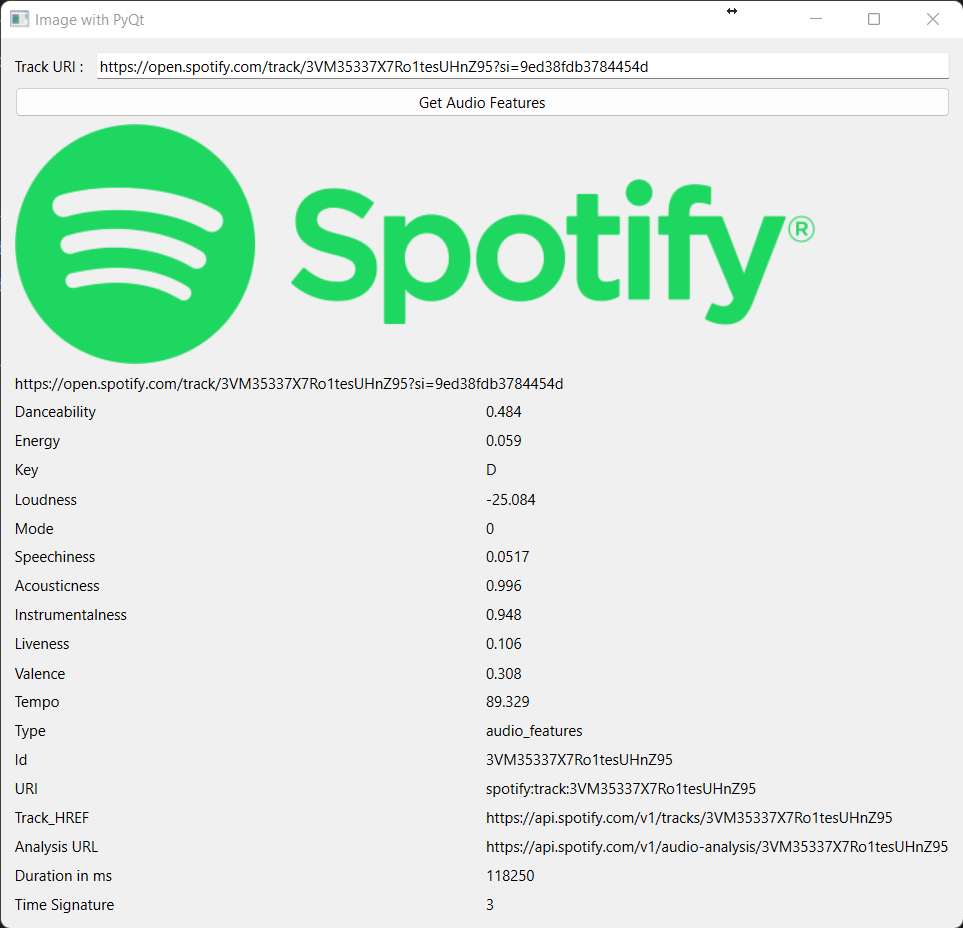 Image with PyQt
Track URI : https://open.spotify.com/track/3VM35337X7Ro1tesUHnZ95?si=9ed38fdb3784454d
Get Audio Features
Spotify®
https://open.spotify.com/track/3VM35337X7Ro1tesUHnZ95?si=9ed38fdb3784454d
Danceability 0.484
Energy 0.059
Key D
Loudness -25.084
Mode 0
Speechiness 0.0517
Acousticness 0.996
Instrumentalness 0.948
Liveness 0.106
Valence 0.308
Tempo 89.329
Type audio_features
Id 3VM35337X7Ro1tesUHnZ95
URI spotify:track:3VM35337X7Ro1tesUHnZ95
Track_HREF https://api.spotify.com/v1/tracks/3VM35337X7Ro1tesUHnZ95
Analysis URL https://api.spotify.com/v1/audio-analysis/3VM35337X7Ro1tesUHnZ95
Duration in ms 118250
Time Signature 3